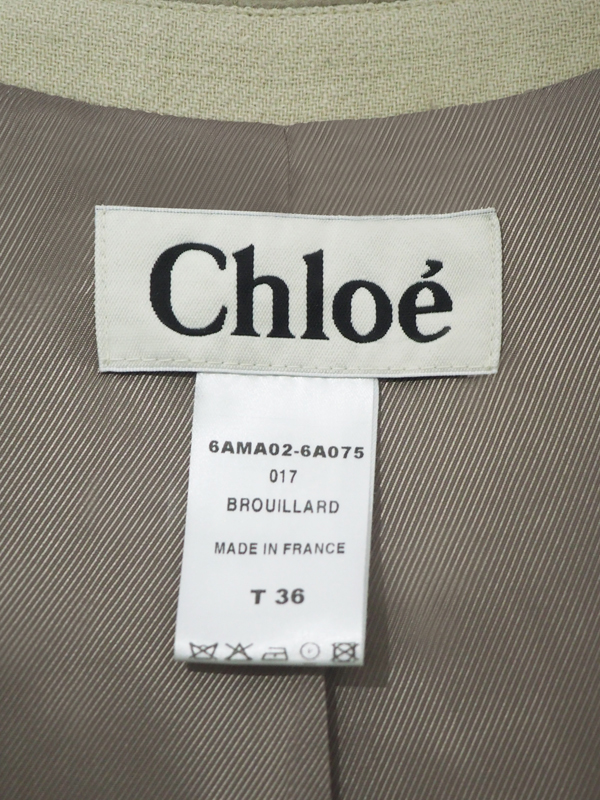 Chloé
6AMA02-6A075
017
BROUILLARD
MADE IN FRANCE
T 36